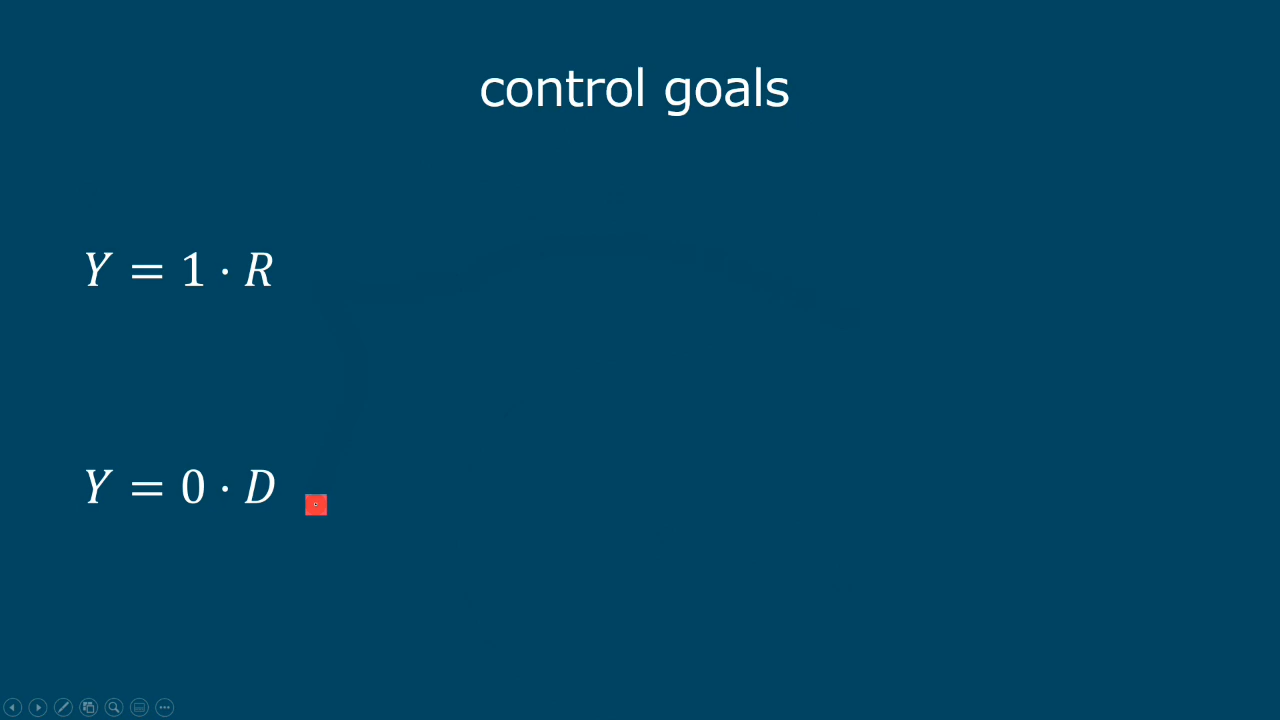 control goals
Y = 1 · R
Y = 0 · D